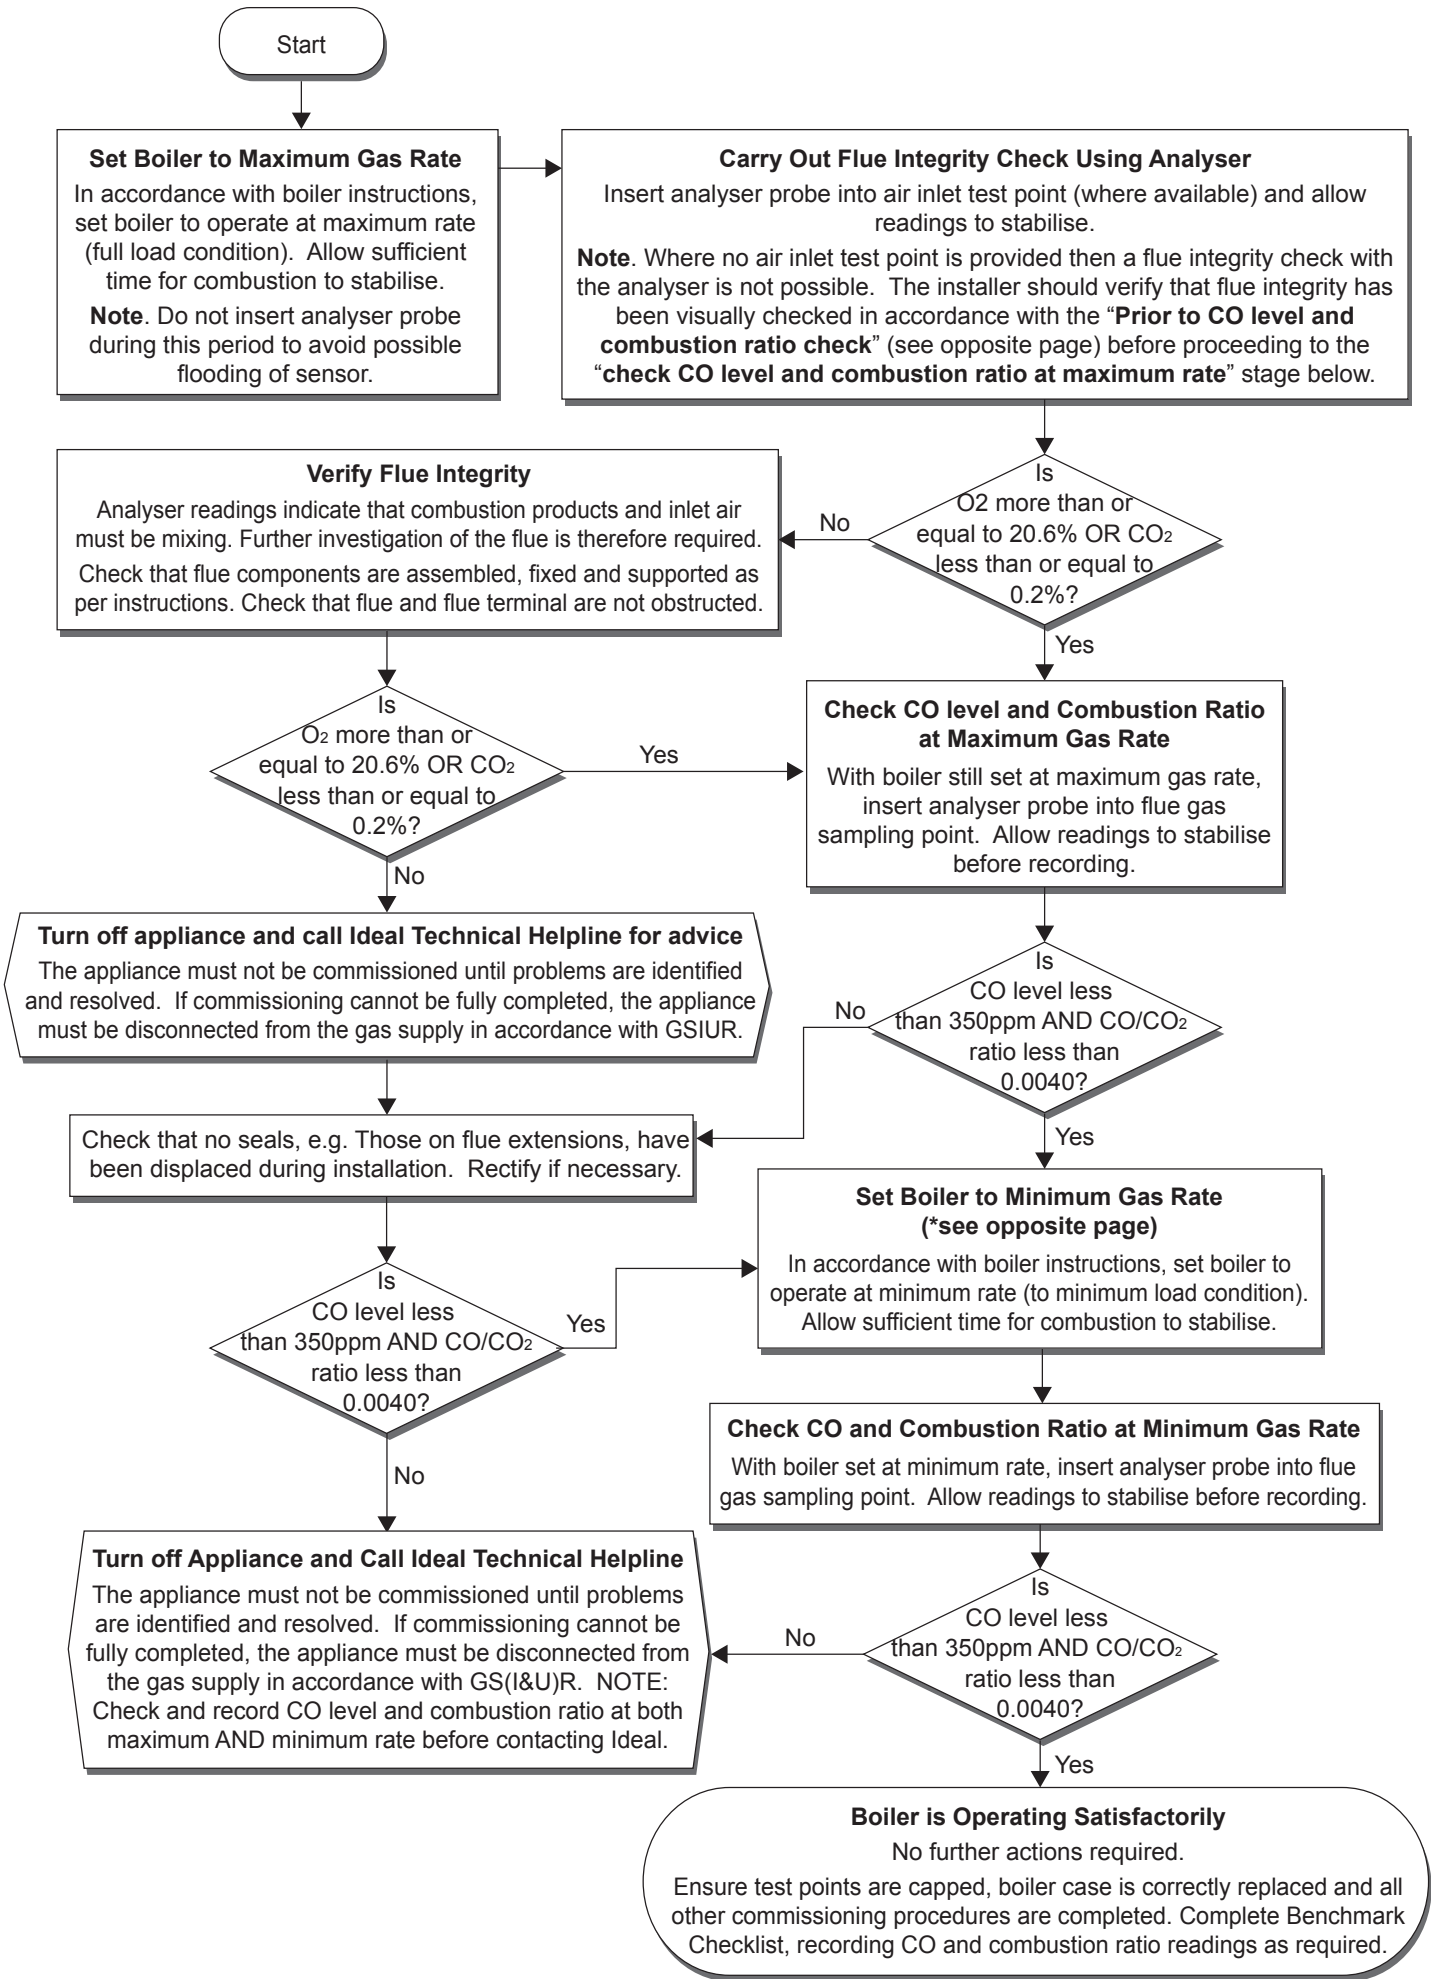 Start
Set Boiler to Maximum Gas Rate
In accordance with boiler instructions,
set boiler to operate at maximum rate
(full load condition).  Allow sufficient
time for combustion to stabilise.
Note. Do not insert analyser probe
during this period to avoid possible
flooding of sensor.
Carry Out Flue Integrity Check Using Analyser
Insert analyser probe into air inlet test point (where available) and allow
readings to stabilise.
Note. Where no air inlet test point is provided then a flue integrity check with
the analyser is not possible.  The installer should verify that flue integrity has
been visually checked in accordance with the “Prior to CO level and
combustion ratio check” (see opposite page) before proceeding to the
“check CO level and combustion ratio at maximum rate” stage below.
Is
O2 more than or
equal to 20.6% OR CO2
less than or equal to
0.2%?
No
Yes
Verify Flue Integrity
Analyser readings indicate that combustion products and inlet air
must be mixing. Further investigation of the flue is therefore required.
Check that flue components are assembled, fixed and supported as
per instructions. Check that flue and flue terminal are not obstructed.
Is
O2 more than or
equal to 20.6% OR CO2
less than or equal to
0.2%?
Yes
No
Check CO level and Combustion Ratio
at Maximum Gas Rate
With boiler still set at maximum gas rate,
insert analyser probe into flue gas
sampling point.  Allow readings to stabilise
before recording.
Turn off appliance and call Ideal Technical Helpline for advice
The appliance must not be commissioned until problems are identified
and resolved.  If commissioning cannot be fully completed, the appliance
must be disconnected from the gas supply in accordance with GSIUR.
Is
CO level less
than 350ppm AND CO/CO2
ratio less than
0.0040?
No
Yes
Check that no seals, e.g. Those on flue extensions, have
been displaced during installation.  Rectify if necessary.
Set Boiler to Minimum Gas Rate
(*see opposite page)
In accordance with boiler instructions, set boiler to
operate at minimum rate (to minimum load condition).
Allow sufficient time for combustion to stabilise.
Is
CO level less
than 350ppm AND CO/CO2
ratio less than
0.0040?
Yes
No
Check CO and Combustion Ratio at Minimum Gas Rate
With boiler set at minimum rate, insert analyser probe into flue
gas sampling point.  Allow readings to stabilise before recording.
Turn off Appliance and Call Ideal Technical Helpline
The appliance must not be commissioned until problems
are identified and resolved.  If commissioning cannot be
fully completed, the appliance must be disconnected from
the gas supply in accordance with GS(I&U)R.  NOTE:
Check and record CO level and combustion ratio at both
maximum AND minimum rate before contacting Ideal.
Is
CO level less
than 350ppm AND CO/CO2
ratio less than
0.0040?
No
Yes
Boiler is Operating Satisfactorily
No further actions required.
Ensure test points are capped, boiler case is correctly replaced and all
other commissioning procedures are completed. Complete Benchmark
Checklist, recording CO and combustion ratio readings as required.